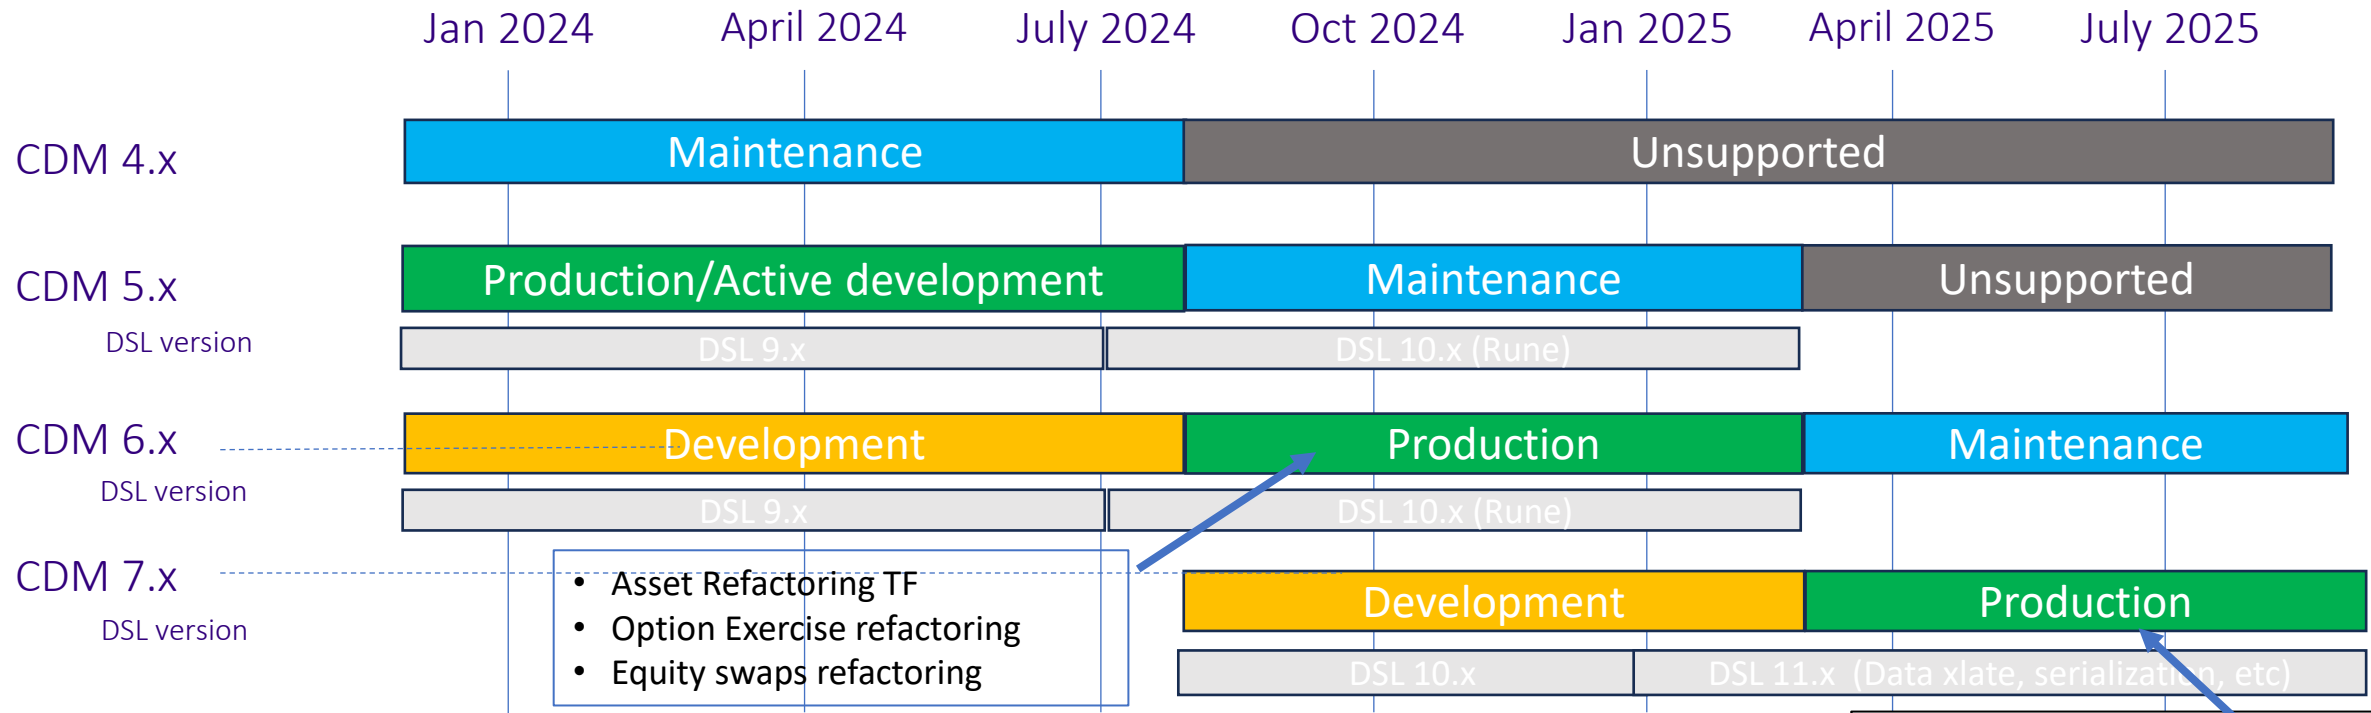 Jan 2024 April 2024 July 2024 Oct 2024 Jan 2025 April 2025 July 2025
CDM 4.x Maintenance Unsupported
CDM 5.x Production/Active development Maintenance Unsupported
DSL version DSL 9.x DSL 10.x (Rune)
CDM 6.x Development Production Maintenance
DSL version DSL 9.x DSL 10.x (Rune)
CDM 7.x Development Production
DSL version DSL 10.x DSL 11.x (Data xlate, serialization, etc)
• Asset Refactoring TF
• Option Exercise refactoring
• Equity swaps refactoring